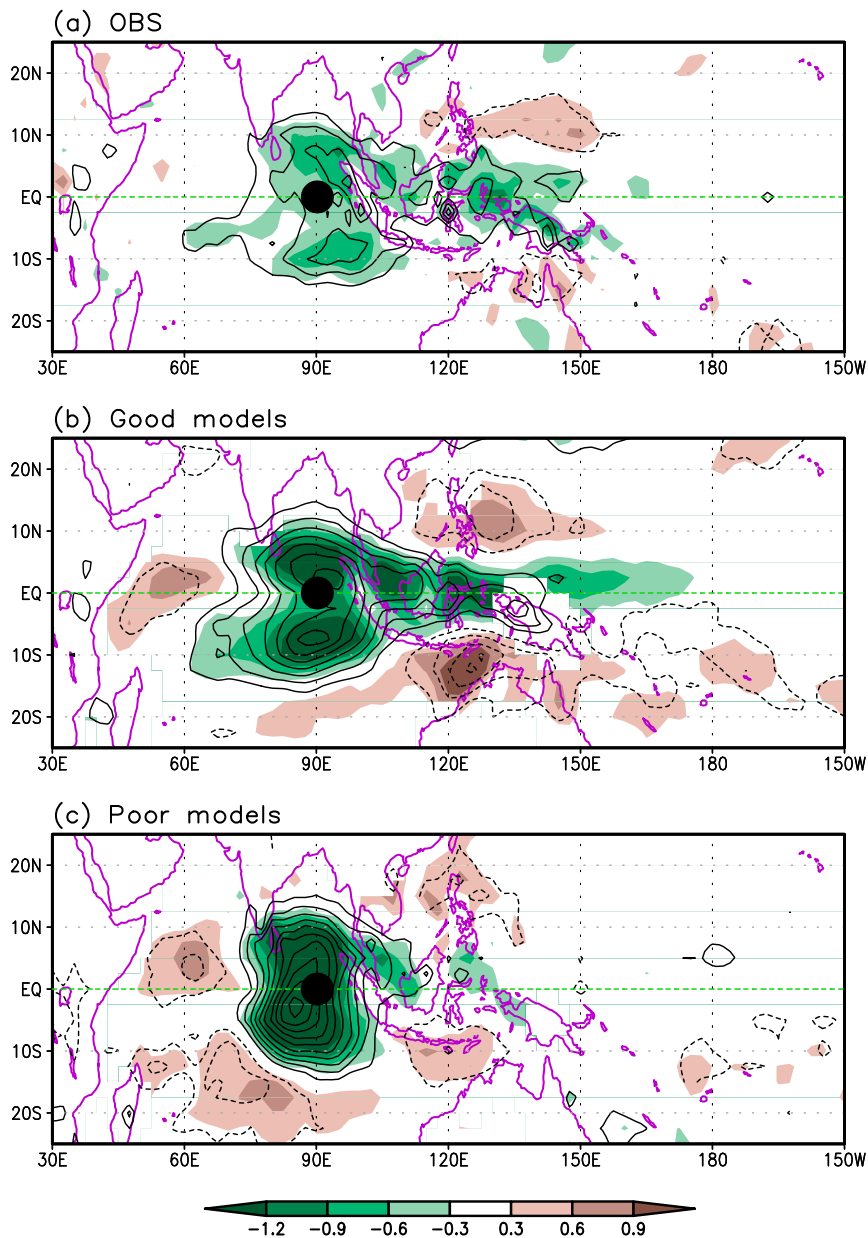 (a) OBS
20N
10N
EQ
10S
20S
30E 60E 90E 120E 150E 180 150W
(b) Good models
20N
10N
EQ
10S
20S
30E 60E 90E 120E 150E 180 150W
(c) Poor models
20N
10N
EQ
10S
20S
30E 60E 90E 120E 150E 180 150W
-1.2 -0.9 -0.6 -0.3 0.3 0.6 0.9